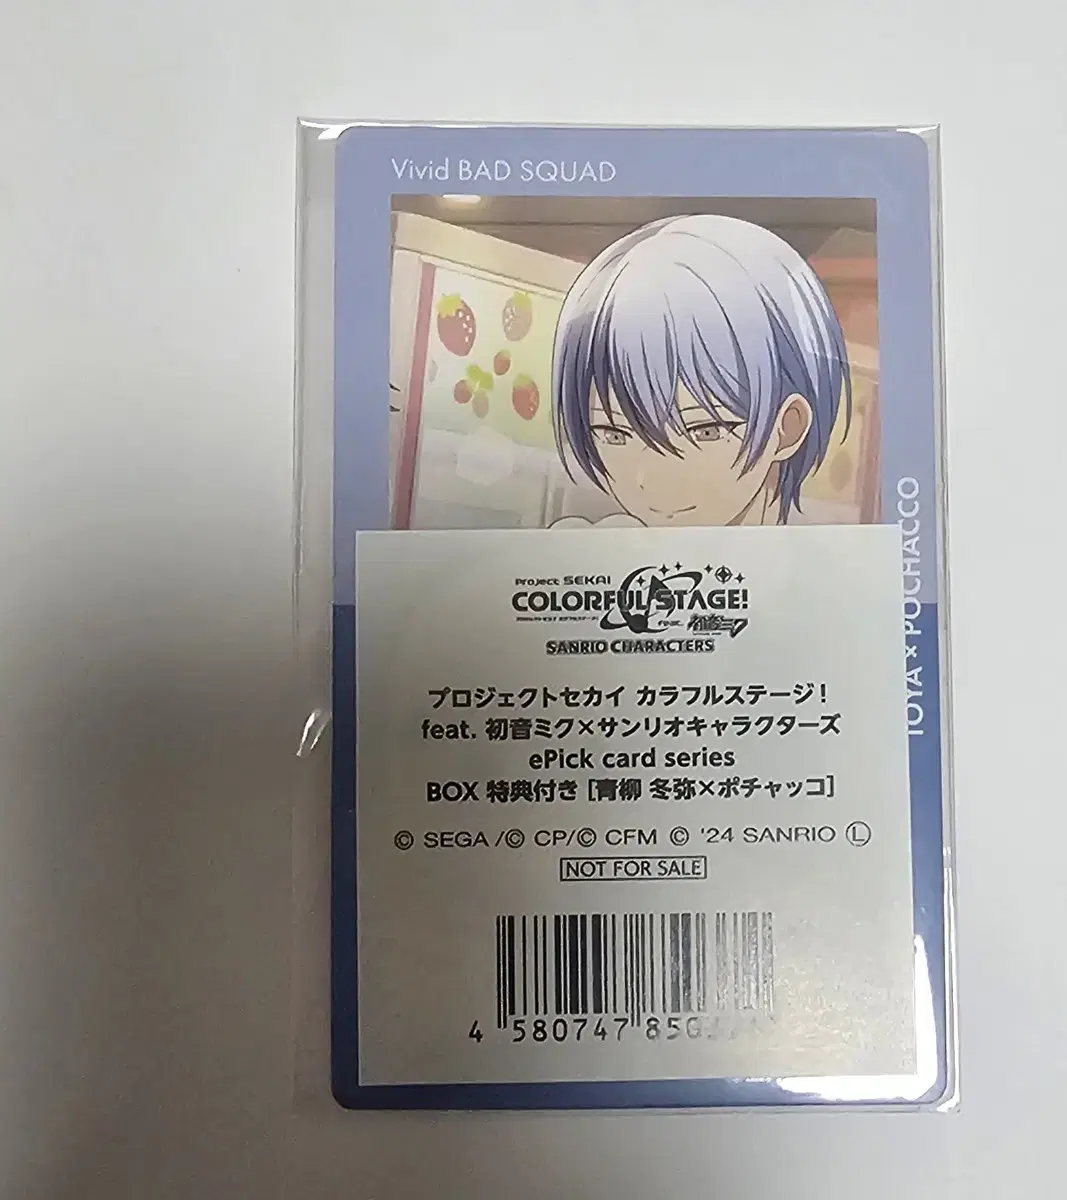 Vivid BAD SQUAD
TOYA × POCHACCO
Project SEKAI
COLORFUL STAGE!
feat. 初音ミク
SANRIO CHARACTERS
プロジェクトセカイ カラフルステージ!
feat. 初音ミク×サンリオキャラクターズ
ePick card series
BOX 特典付き [青柳 冬弥×ポチャッコ]
© SEGA /© CP/© CFM © '24 SANRIO Ⓛ
NOT FOR SALE
4 580747